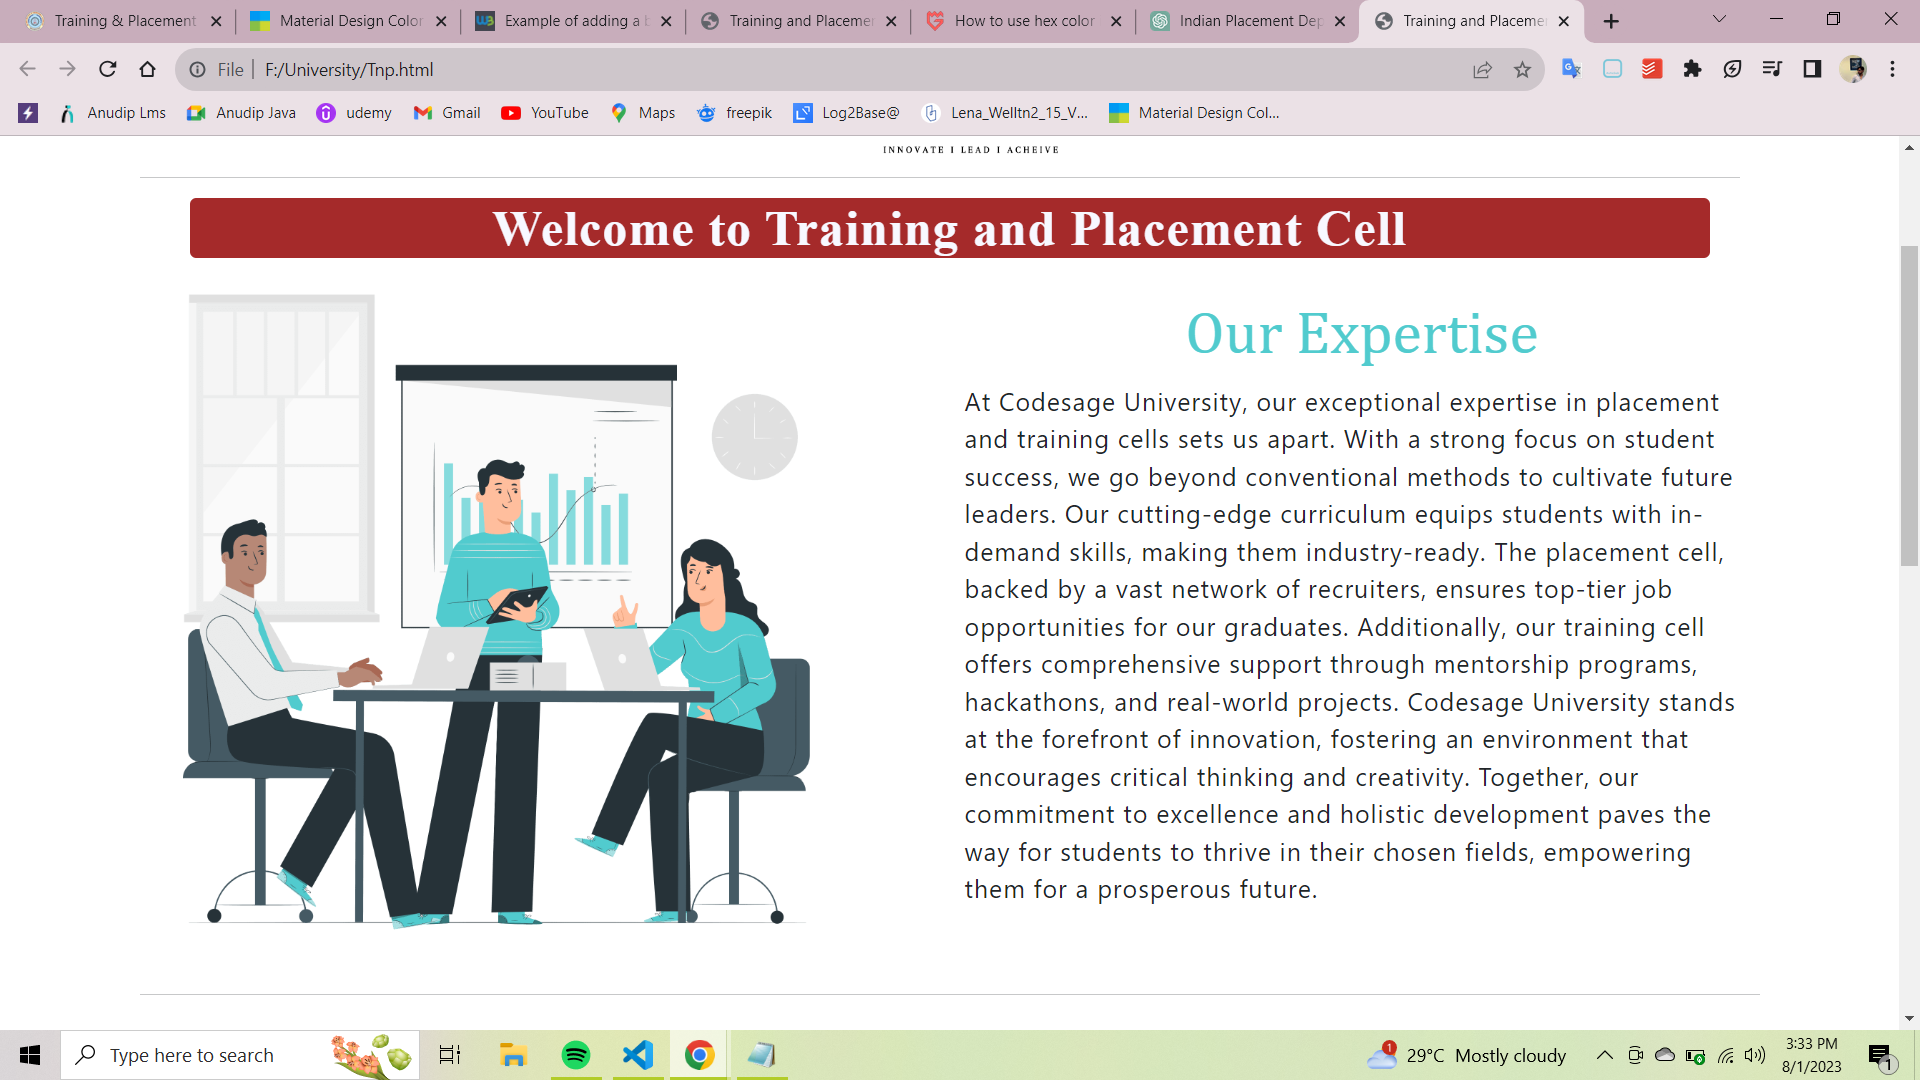 Training & Placement
Material Design Color
Example of adding a b
Training and Placemen
How to use hex color
Indian Placement Dep
Training and Placemen
File
F:/University/Tnp.html
Anudip Lms
Anudip Java
udemy
Gmail
YouTube
Maps
freepik
Log2Base@
Lena_Welltn2_15_V...
Material Design Col...
INNOVATE I LEAD I ACHEIVE
Welcome to Training and Placement Cell
Our Expertise
At Codesage University, our exceptional expertise in placement
and training cells sets us apart. With a strong focus on student
success, we go beyond conventional methods to cultivate future
leaders. Our cutting-edge curriculum equips students with in-
demand skills, making them industry-ready. The placement cell,
backed by a vast network of recruiters, ensures top-tier job
opportunities for our graduates. Additionally, our training cell
offers comprehensive support through mentorship programs,
hackathons, and real-world projects. Codesage University stands
at the forefront of innovation, fostering an environment that
encourages critical thinking and creativity. Together, our
commitment to excellence and holistic development paves the
way for students to thrive in their chosen fields, empowering
them for a prosperous future.
Type here to search
1
29°C Mostly cloudy
3:33 PM
8/1/2023
1